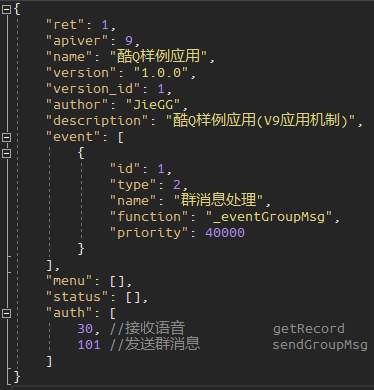 {
"ret": 1,
"apiver": 9,
"name": "酷Q样例应用",
"version": "1.0.0",
"version_id": 1,
"author": "JieGG",
"description": "酷Q样例应用(V9应用机制)",
"event": [
{
"id": 1,
"type": 2,
"name": "群消息处理",
"function": "_eventGroupMsg",
"priority": 40000
}
],
"menu": [],
"status": [],
"auth": [
30, //接收语音 getRecord
101 //发送群消息 sendGroupMsg
]
}